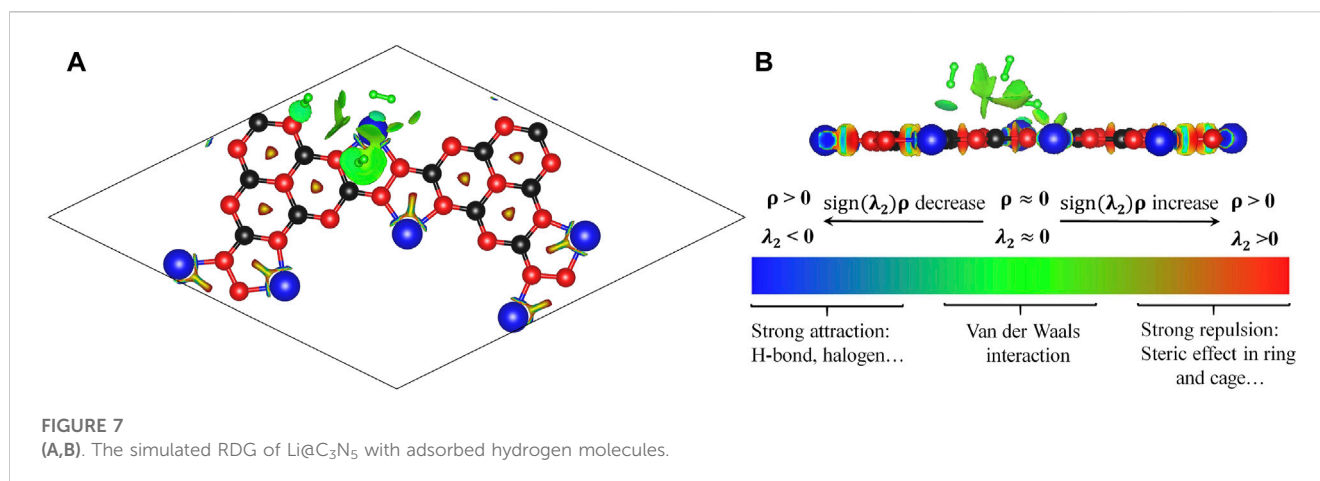 A
B
ρ > 0 sign(λ₂)ρ decrease ρ ≈ 0 sign(λ₂)ρ increase ρ > 0
λ₂ < 0 λ₂ ≈ 0 λ₂ >0
Strong attraction: Van der Waals Strong repulsion:
H-bond, halogen… interaction Steric effect in ring
and cage…
FIGURE 7
(A,B). The simulated RDG of Li@C₃N₅ with adsorbed hydrogen molecules.